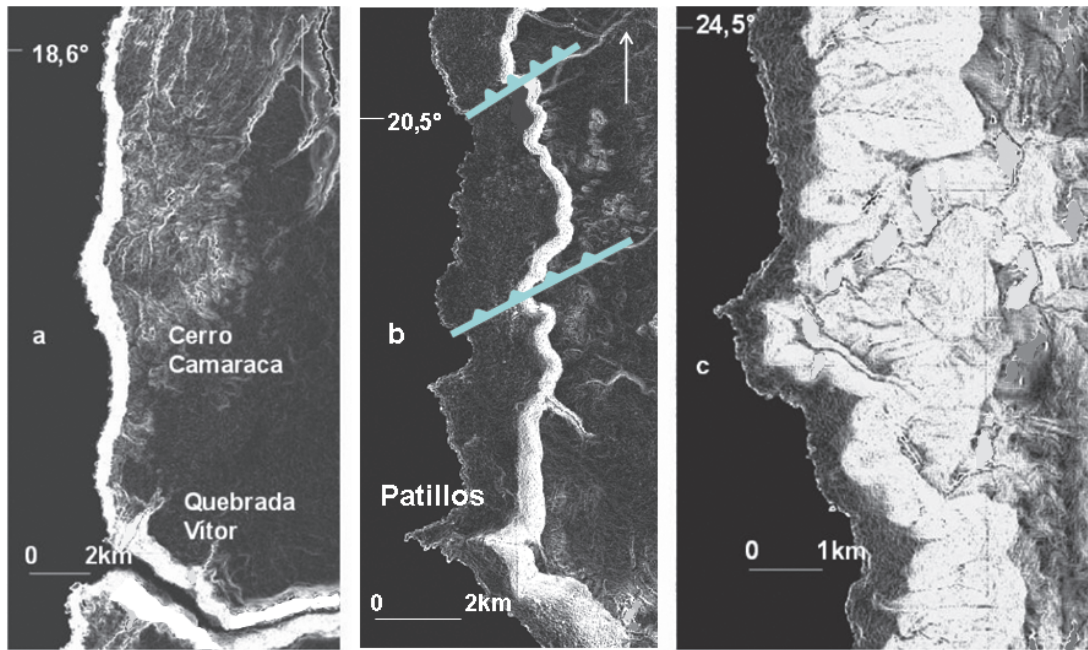 18,6°
a
Cerro
Camaraca
Quebrada
Vitor
0 2km
20,5°
b
Patillos
0 2km
24,5°
c
0 1km